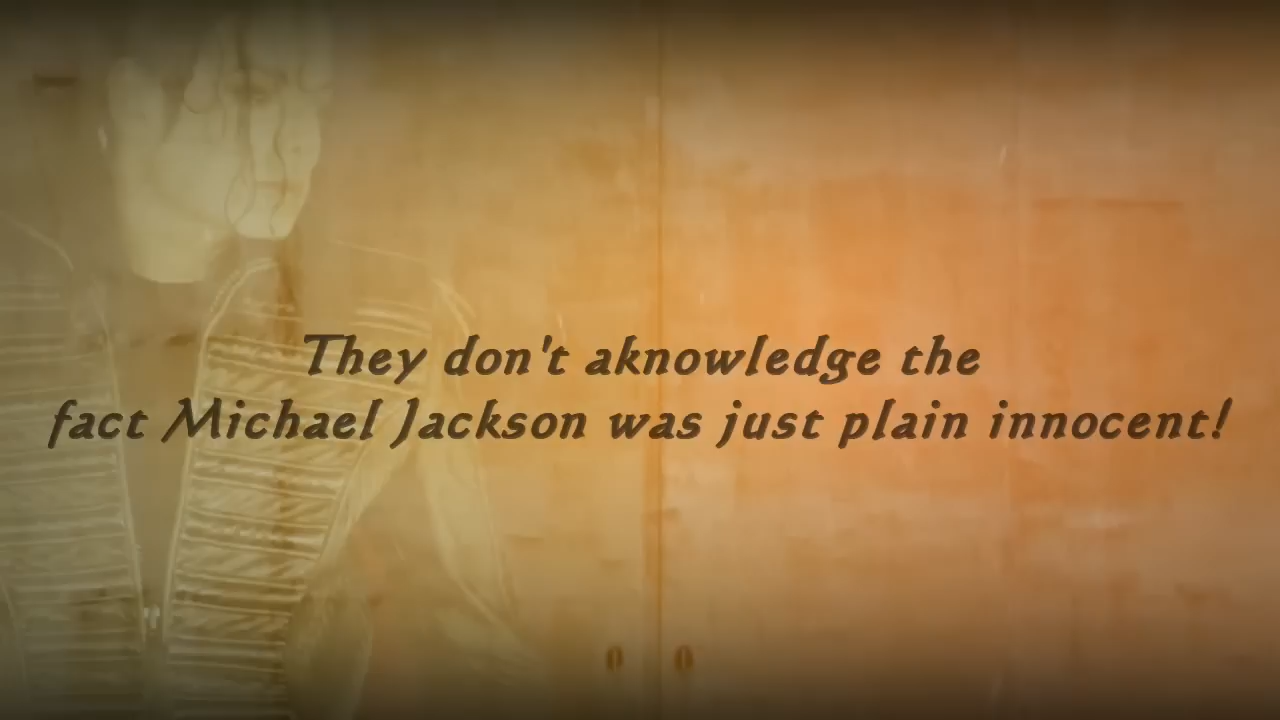 They don't aknowledge the
fact Michael Jackson was just plain innocent!